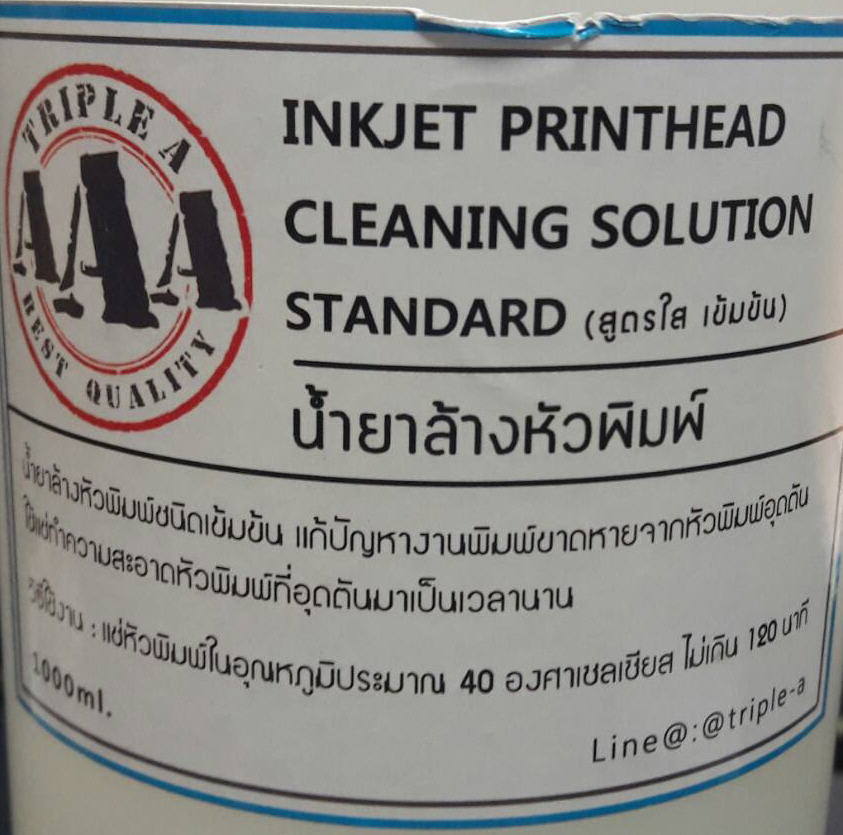 TRIPLE A
AAA
BEST QUALITY
INKJET PRINTHEAD
CLEANING SOLUTION
STANDARD (สูตรใส เข้มข้น)
น้ำยาล้างหัวพิมพ์
น้ำยาล้างหัวพิมพ์ชนิดเข้มข้น แก้ปัญหางานพิมพ์ขาดหายจากหัวพิมพ์อุดตัน
ใช้แช่ทำความสะอาดหัวพิมพ์ที่อุดตันมาเป็นเวลานาน
วิธีใช้งาน : แช่หัวพิมพ์ในอุณหภูมิประมาณ 40 องศาเซลเซียส ไม่เกิน 120 นาที
1000ml.
Line@:@triple-a